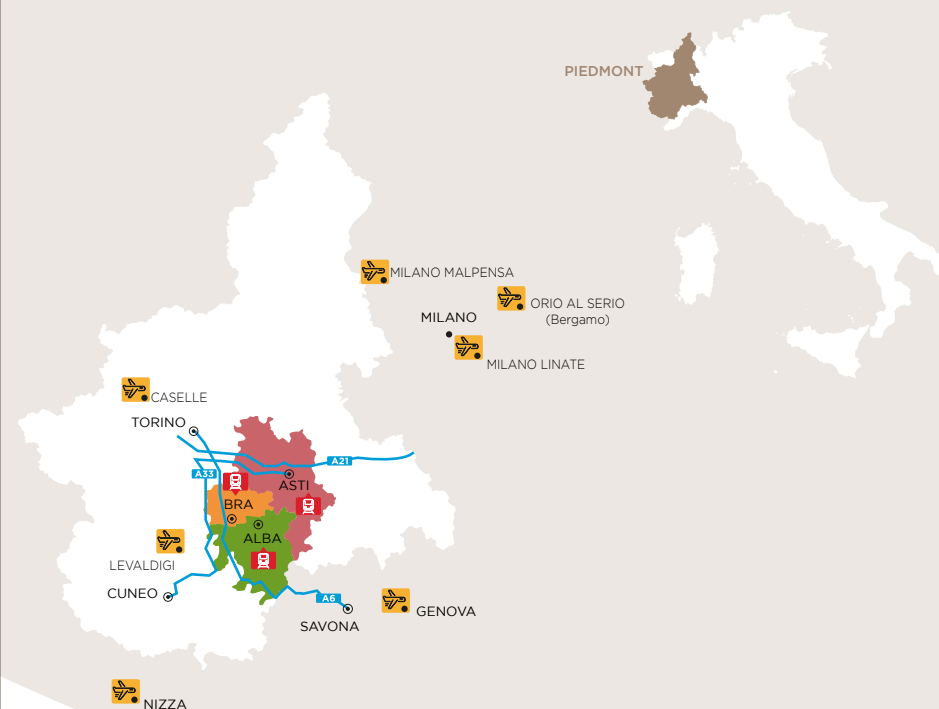 PIEDMONT
MILANO MALPENSA
ORIO AL SERIO
(Bergamo)
MILANO
MILANO LINATE
CASELLE
TORINO
A21
A33
ASTI
BRA
ALBA
LEVALDIGI
CUNEO
A6
GENOVA
SAVONA
NIZZA